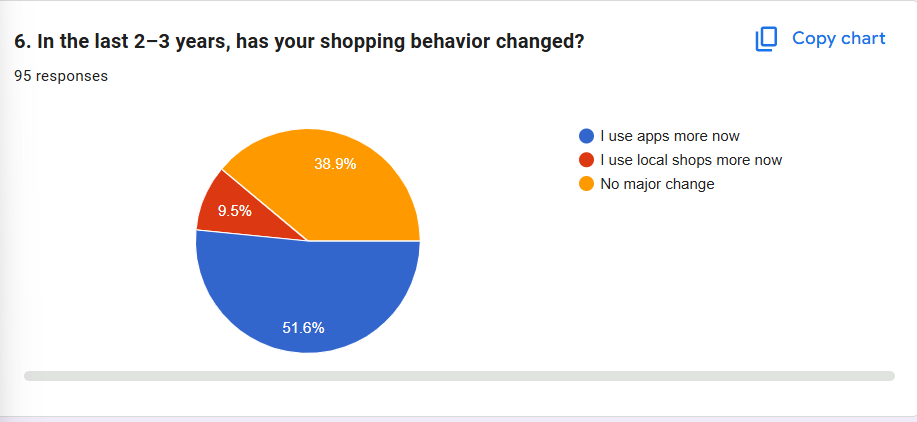 6. In the last 2–3 years, has your shopping behavior changed?
Copy chart
95 responses
I use apps more now
I use local shops more now
No major change
38.9%
9.5%
51.6%